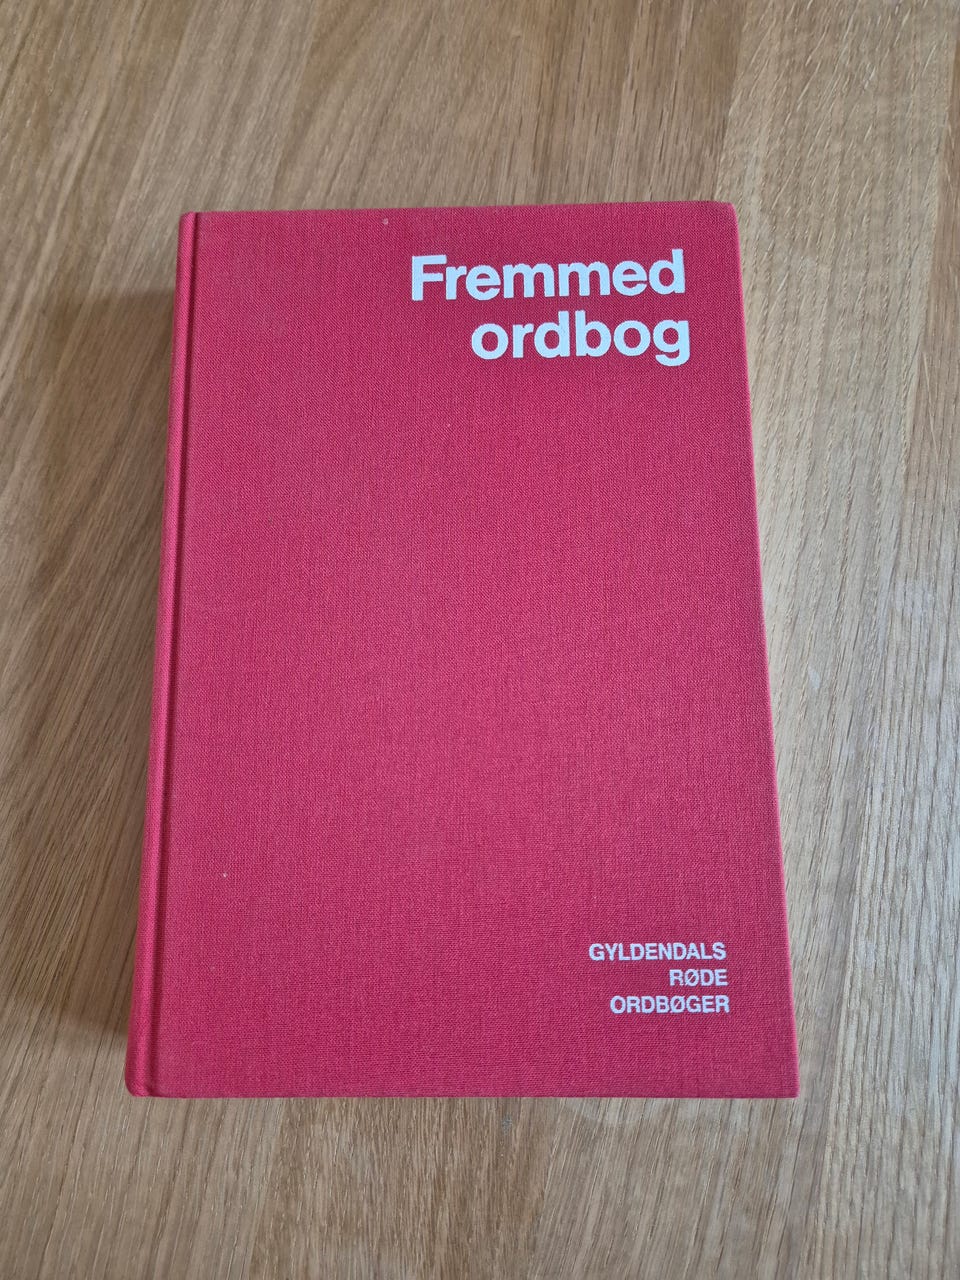 Fremmed
ordbog
GYLDENDALS
RØDE
ORDBØGER